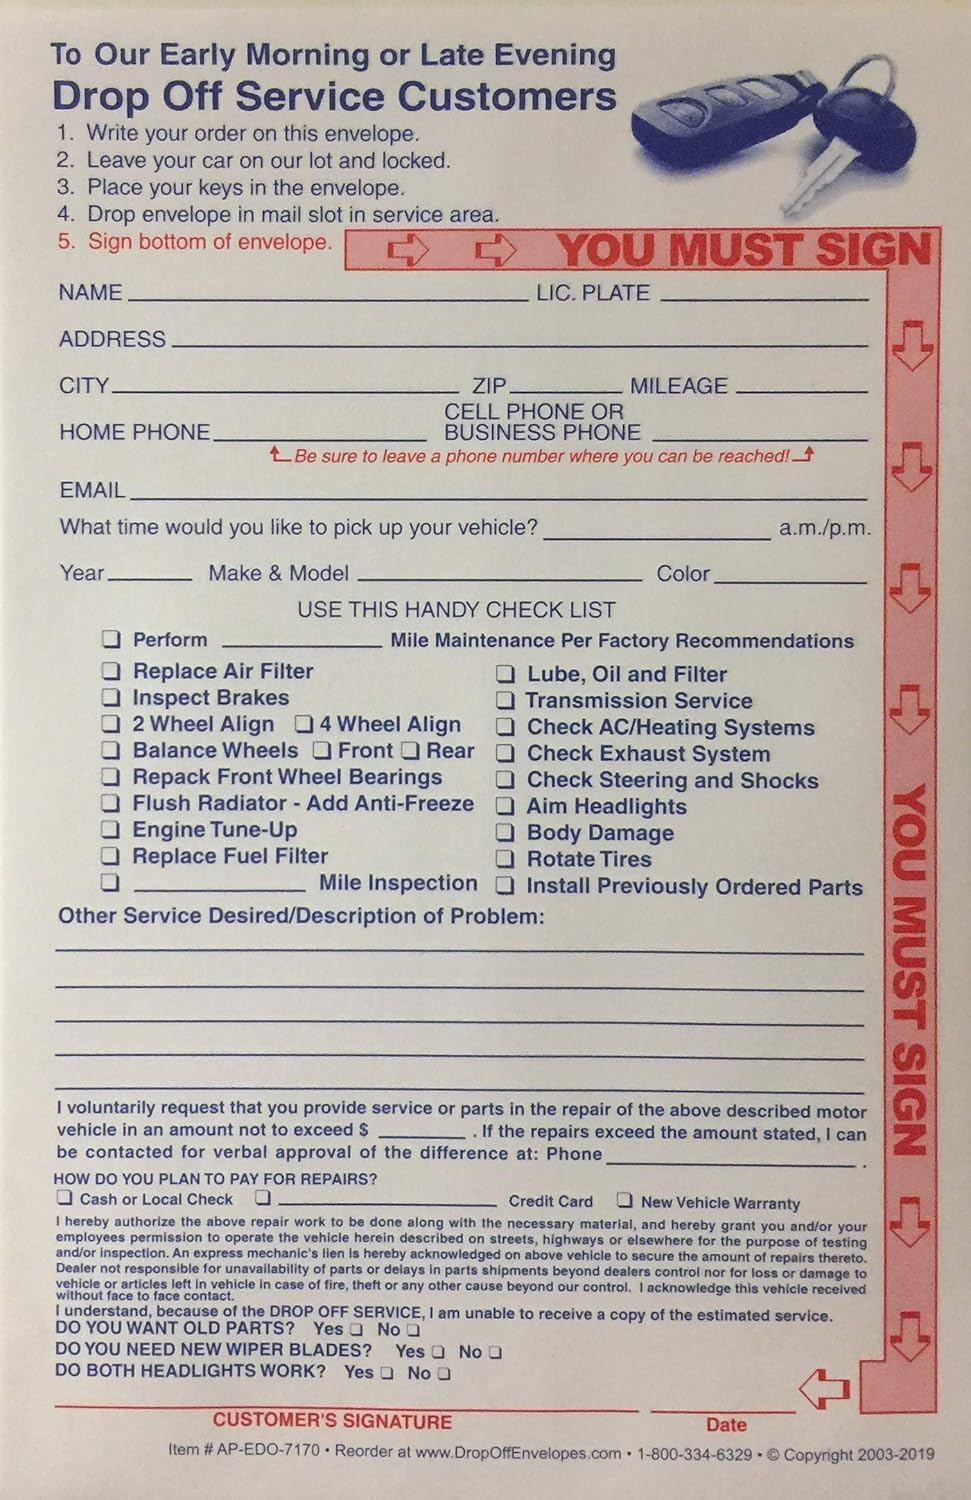 To Our Early Morning or Late Evening
Drop Off Service Customers
1. Write your order on this envelope.
2. Leave your car on our lot and locked.
3. Place your keys in the envelope.
4. Drop envelope in mail slot in service area.
5. Sign bottom of envelope.
YOU MUST SIGN
NAME LIC. PLATE
ADDRESS
CITY ZIP MILEAGE
CELL PHONE OR
HOME PHONE BUSINESS PHONE
Be sure to leave a phone number where you can be reached!
EMAIL
What time would you like to pick up your vehicle? a.m./p.m.
Year Make & Model Color
USE THIS HANDY CHECK LIST
❏ Perform Mile Maintenance Per Factory Recommendations
❏ Replace Air Filter ❏ Lube, Oil and Filter
❏ Inspect Brakes ❏ Transmission Service
❏ 2 Wheel Align ❏ 4 Wheel Align ❏ Check AC/Heating Systems
❏ Balance Wheels ❏ Front ❏ Rear ❏ Check Exhaust System
❏ Repack Front Wheel Bearings ❏ Check Steering and Shocks
❏ Flush Radiator - Add Anti-Freeze ❏ Aim Headlights
❏ Engine Tune-Up ❏ Body Damage
❏ Replace Fuel Filter ❏ Rotate Tires
❏ Mile Inspection ❏ Install Previously Ordered Parts
Other Service Desired/Description of Problem:
YOU MUST SIGN
I voluntarily request that you provide service or parts in the repair of the above described motor
vehicle in an amount not to exceed $ . If the repairs exceed the amount stated, I can
be contacted for verbal approval of the difference at: Phone .
HOW DO YOU PLAN TO PAY FOR REPAIRS?
❏ Cash or Local Check ❏ Credit Card ❏ New Vehicle Warranty
I hereby authorize the above repair work to be done along with the necessary material, and hereby grant you and/or your
employees permission to operate the vehicle herein described on streets, highways or elsewhere for the purpose of testing
and/or inspection. An express mechanic's lien is hereby acknowledged on above vehicle to secure the amount of repairs thereto.
Dealer not responsible for unavailability of parts or delays in parts shipments beyond dealers control nor for loss or damage to
vehicle or articles left in vehicle in case of fire, theft or any other cause beyond our control. I acknowledge this vehicle received
without face to face contact.
I understand, because of the DROP OFF SERVICE, I am unable to receive a copy of the estimated service.
DO YOU WANT OLD PARTS? Yes ❏ No ❏
DO YOU NEED NEW WIPER BLADES? Yes ❏ No ❏
DO BOTH HEADLIGHTS WORK? Yes ❏ No ❏
CUSTOMER'S SIGNATURE Date
Item # AP-EDO-7170 • Reorder at www.DropOffEnvelopes.com • 1-800-334-6329 • © Copyright 2003-2019